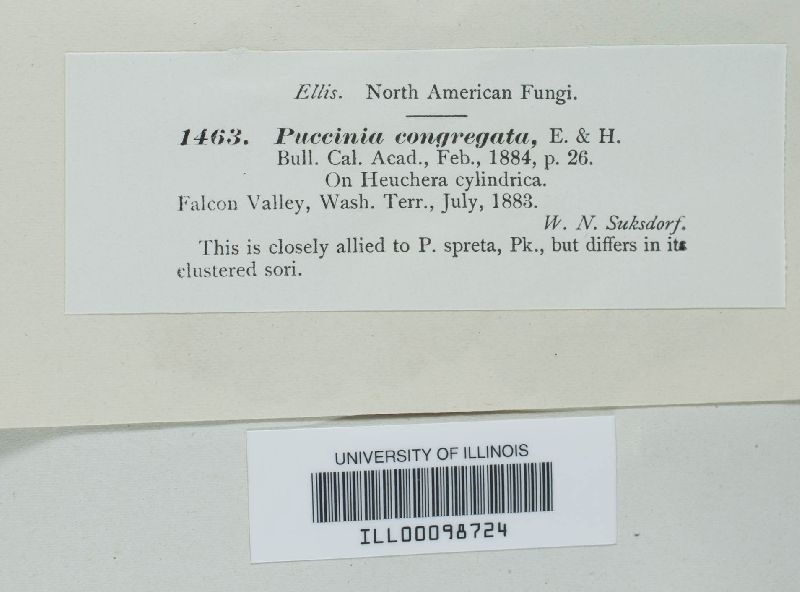 Ellis. North American Fungi.
1463. Puccinia congregata, E. & H.
Bull. Cal. Acad., Feb., 1884, p. 26.
On Heuchera cylindrica.
Falcon Valley, Wash. Terr., July, 1883.
W. N. Suksdorf.
This is closely allied to P. spreta, Pk., but differs in its
clustered sori.
UNIVERSITY OF ILLINOIS
ILL00098724